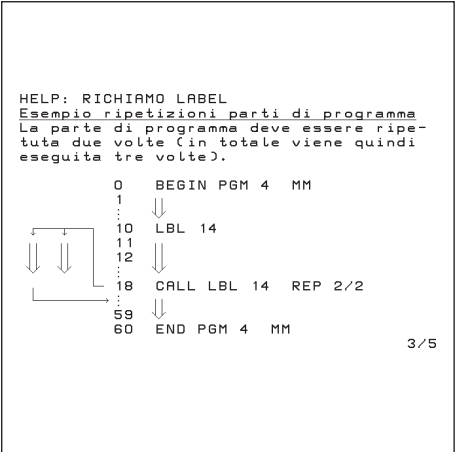 HELP: RICHIAMO LABEL
Esempio ripetizioni parti di programma
La parte di programma deve essere ripe-
tuta due volte (in totale viene quindi
eseguita tre volte).
0 BEGIN PGM 4 MM
1
:
10 LBL 14
11
12
:
18 CALL LBL 14 REP 2/2
:
59
60 END PGM 4 MM
3/5